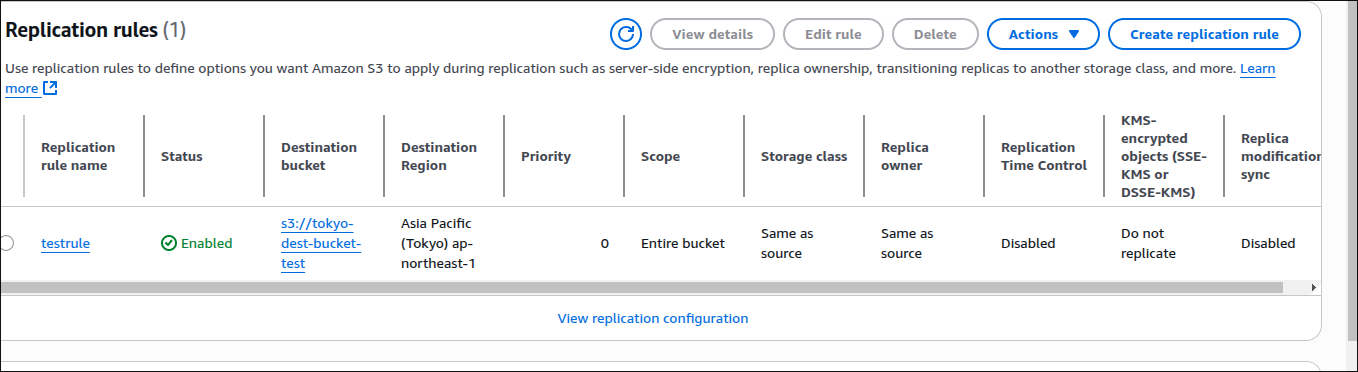 Replication rules (1)
View details
Edit rule
Delete
Actions
Create replication rule
Use replication rules to define options you want Amazon S3 to apply during replication such as server-side encryption, replica ownership, transitioning replicas to another storage class, and more. Learn
more
Replication
rule name
Status
Destination
bucket
Destination
Region
Priority
Scope
Storage class
Replica
owner
Replication
Time Control
KMS-
encrypted
objects (SSE-
KMS or
DSSE-KMS)
Replica
modification
sync
testrule
Enabled
s3://tokyo-
dest-bucket-
test
Asia Pacific
(Tokyo) ap-
northeast-1
0
Entire bucket
Same as
source
Same as
source
Disabled
Do not
replicate
Disabled
View replication configuration